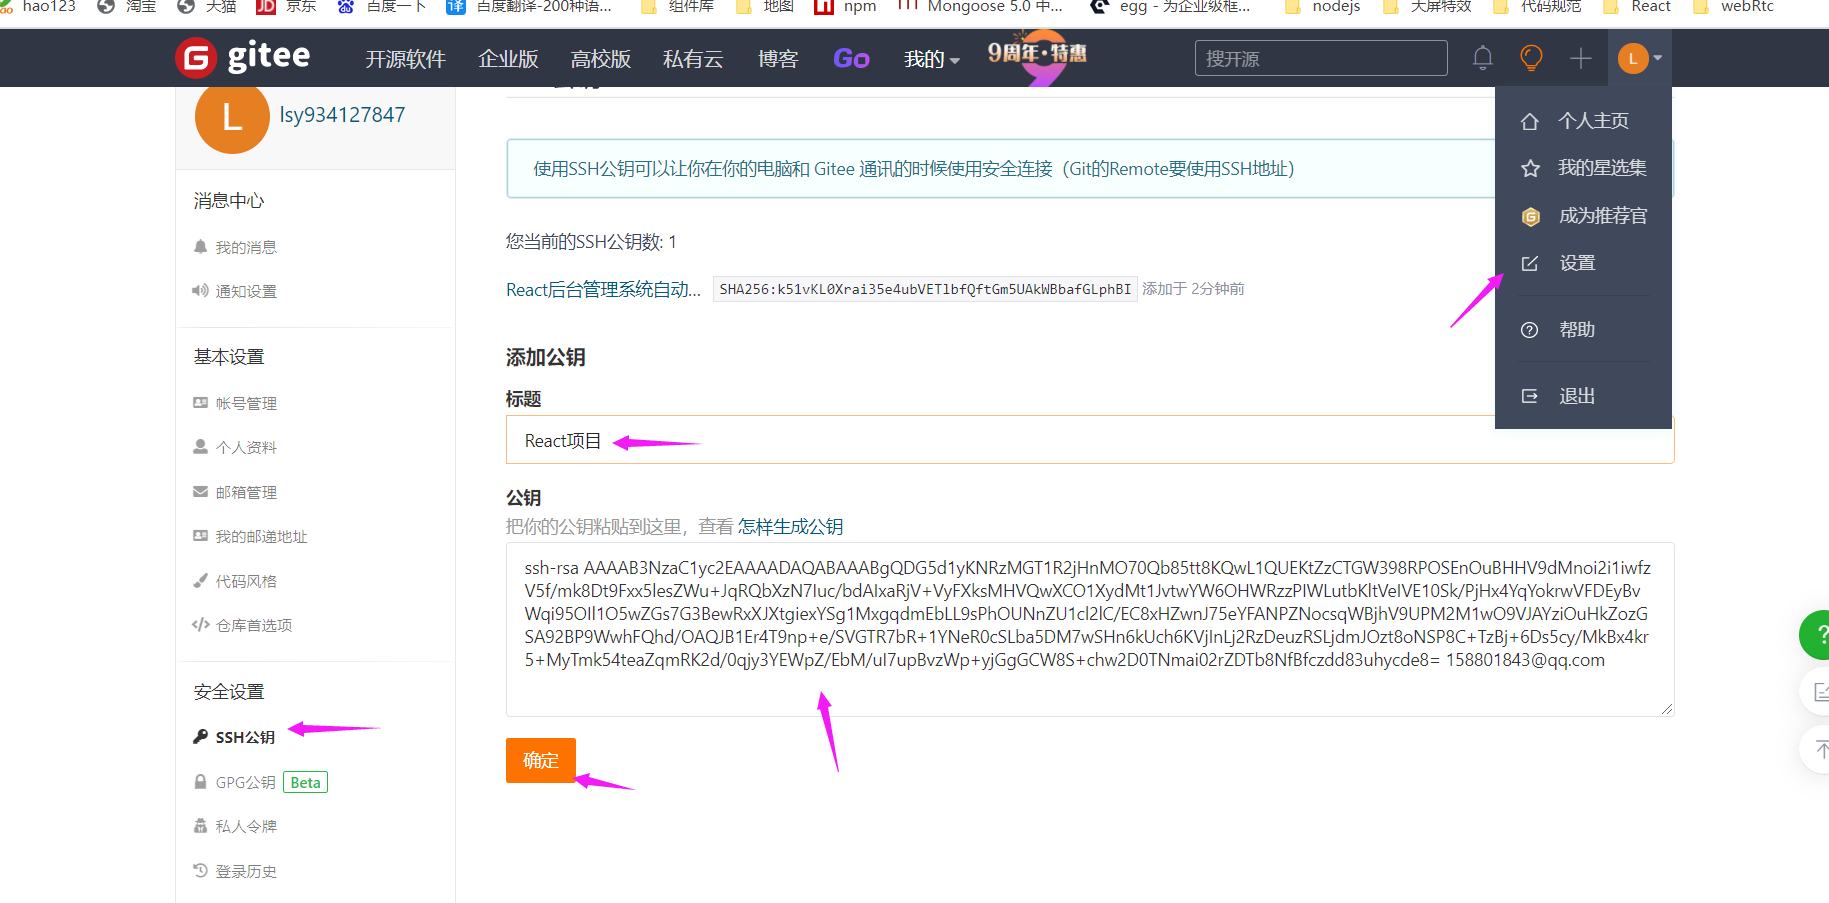 hao123 淘宝 天猫 JD 京东 百度一下 译 百度翻译-200种语... 组件库 地图 npm Mongoose 5.0 中... egg - 为企业级框... nodejs 大屏特效 代码规范 React webRtc
G gitee 开源软件 企业版 高校版 私有云 博客 Go 我的 9周年·特惠 搜开源 L
L lsy934127847
消息中心
我的消息
通知设置
基本设置
帐号管理
个人资料
邮箱管理
我的邮递地址
代码风格
仓库首选项
安全设置
SSH公钥
GPG公钥 Beta
私人令牌
登录历史
使用SSH公钥可以让你在你的电脑和 Gitee 通讯的时候使用安全连接（Git的Remote要使用SSH地址）
您当前的SSH公钥数: 1
React后台管理系统自动... SHA256:k51vKL0Xrai35e4ubVETlbfQftGm5UAkWBbafGLphBI 添加于 2分钟前
添加公钥
标题
React项目
公钥
把你的公钥粘贴到这里，查看 怎样生成公钥
ssh-rsa AAAAB3NzaC1yc2EAAAADAQABAAABgQDG5d1yKNRzMGT1R2jHnMO70Qb85tt8KQwL1QUEKtZzCTGW398RPOSEnOuBHHV9dMnoi2i1iwfz
V5f/mk8Dt9Fxx5lesZWu+JqRQbXzN7Iuc/bdAIxaRjV+VyFXksMHVQwXCO1XydMt1JvtwYW6OHWRzzPIWLutbKltVeIVE10Sk/PjHx4YqYokrwVFDEyBv
Wqi95OIl1O5wZGs7G3BewRxXJXtgiexYSg1MxgqdmEbLL9sPhOUNnZU1cl2lC/EC8xHZwnJ75eYFANPZNocsqWBjhV9UPM2M1wO9VJAYziOuHkZozG
SA92BP9WwhFQhd/OAQJB1Er4T9np+e/SVGTR7bR+1YNeR0cSLba5DM7wSHn6kUch6KVjInLj2RzDeuzRSLjdmJOzt8oNSP8C+TzBj+6Ds5cy/MkBx4kr
5+MyTmk54teaZqmRK2d/0qjy3YEWpZ/EbM/uI7upBvzWp+yjGgGCW8S+chw2D0TNmai02rZDTb8NfBfczdd83uhycde8= 158801843@qq.com
确定
个人主页
我的星选集
成为推荐官
设置
帮助
退出